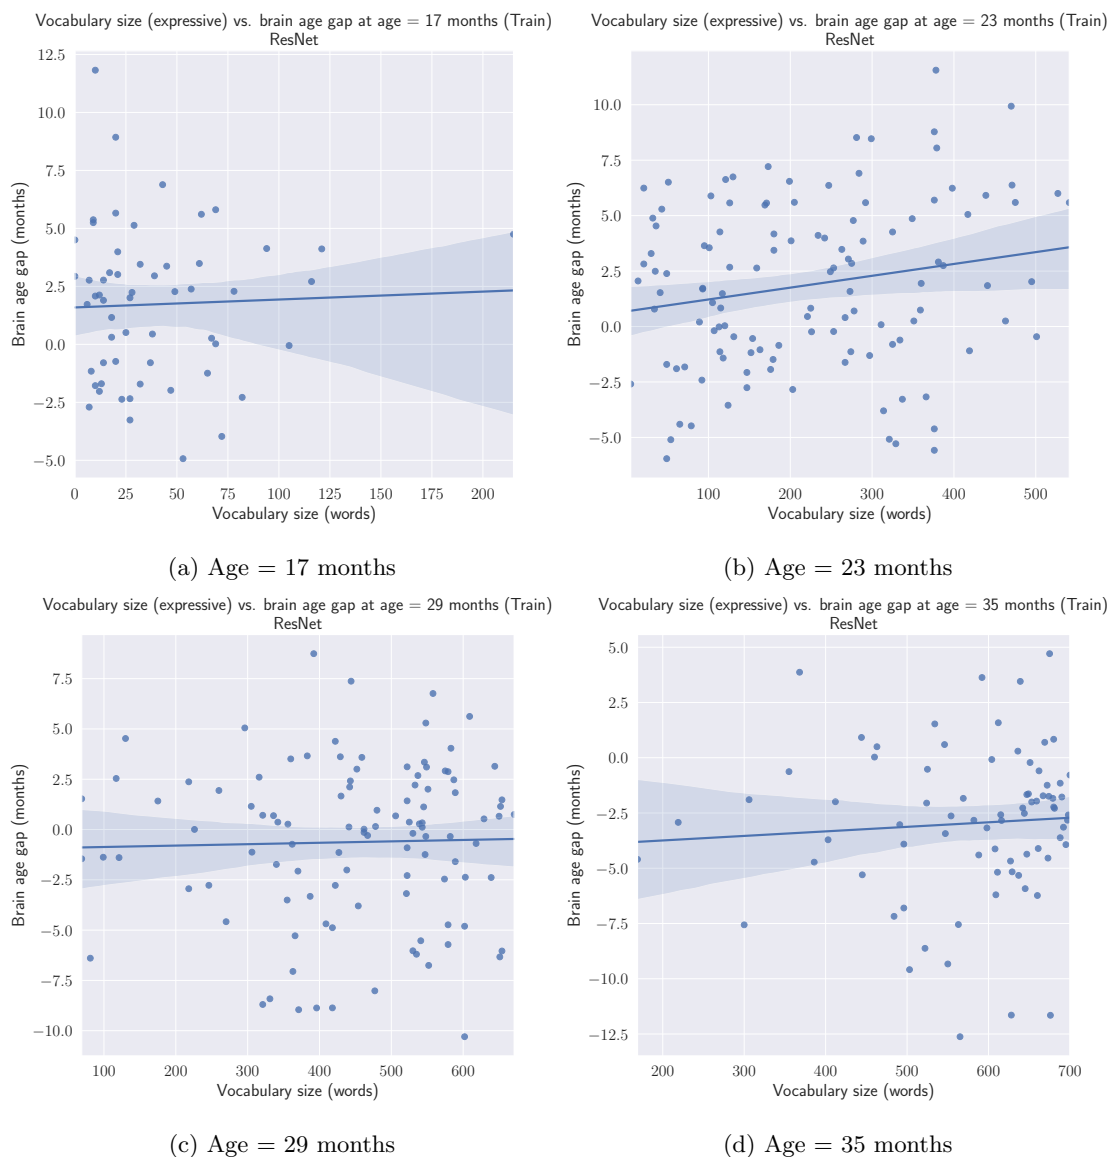 Vocabulary size (expressive) vs. brain age gap at age = 17 months (Train)
ResNet
12.5
10.0
7.5
5.0
2.5
0.0
−2.5
−5.0
Brain age gap (months)
0 25 50 75 100 125 150 175 200
Vocabulary size (words)
(a) Age = 17 months
Vocabulary size (expressive) vs. brain age gap at age = 23 months (Train)
ResNet
10.0
7.5
5.0
2.5
0.0
−2.5
−5.0
Brain age gap (months)
100 200 300 400 500
Vocabulary size (words)
(b) Age = 23 months
Vocabulary size (expressive) vs. brain age gap at age = 29 months (Train)
ResNet
7.5
5.0
2.5
0.0
−2.5
−5.0
−7.5
−10.0
Brain age gap (months)
100 200 300 400 500 600
Vocabulary size (words)
(c) Age = 29 months
Vocabulary size (expressive) vs. brain age gap at age = 35 months (Train)
ResNet
5.0
2.5
0.0
−2.5
−5.0
−7.5
−10.0
−12.5
Brain age gap (months)
200 300 400 500 600 700
Vocabulary size (words)
(d) Age = 35 months